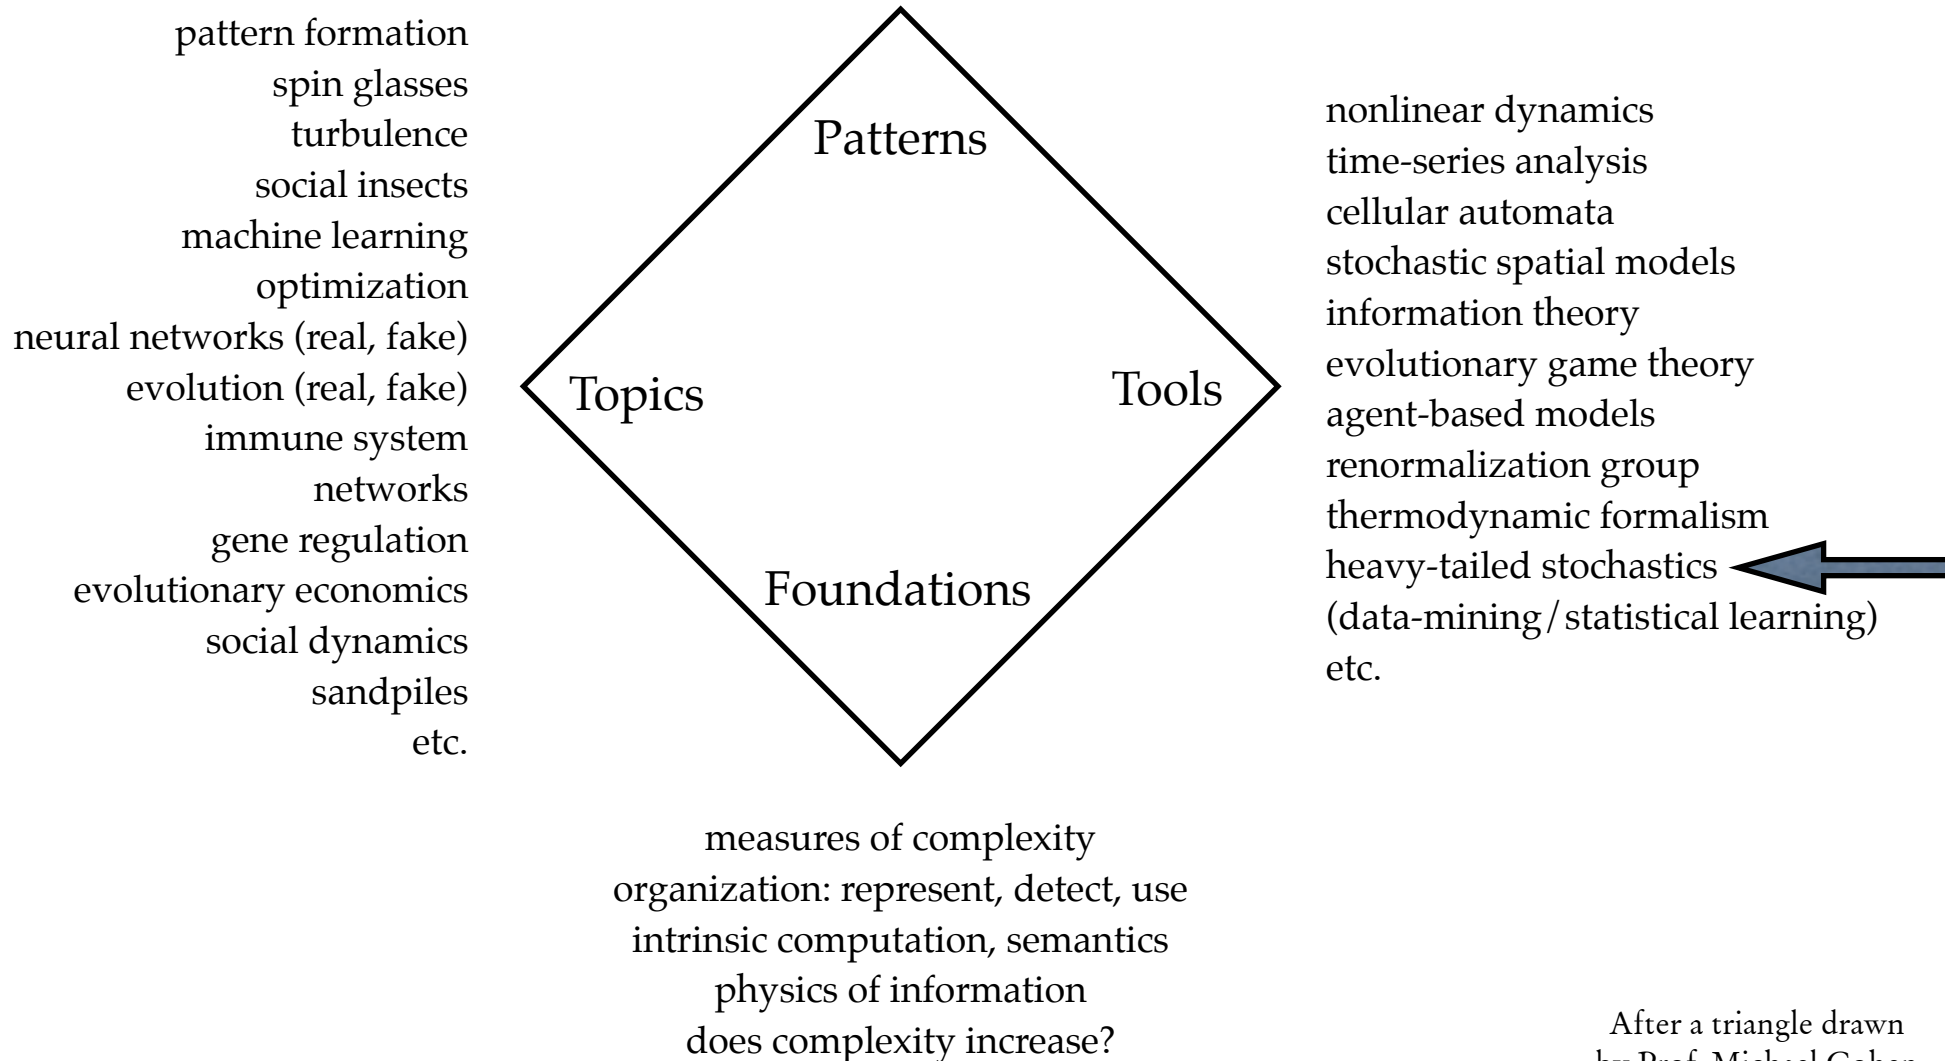 pattern formation
spin glasses
turbulence
social insects
machine learning
optimization
neural networks (real, fake)
evolution (real, fake)
immune system
networks
gene regulation
evolutionary economics
social dynamics
sandpiles
etc.
Patterns
Topics
Tools
Foundations
nonlinear dynamics
time-series analysis
cellular automata
stochastic spatial models
information theory
evolutionary game theory
agent-based models
renormalization group
thermodynamic formalism
heavy-tailed stochastics
(data-mining/statistical learning)
etc.
measures of complexity
organization: represent, detect, use
intrinsic computation, semantics
physics of information
does complexity increase?
After a triangle drawn
by Prof. Michael Cohen